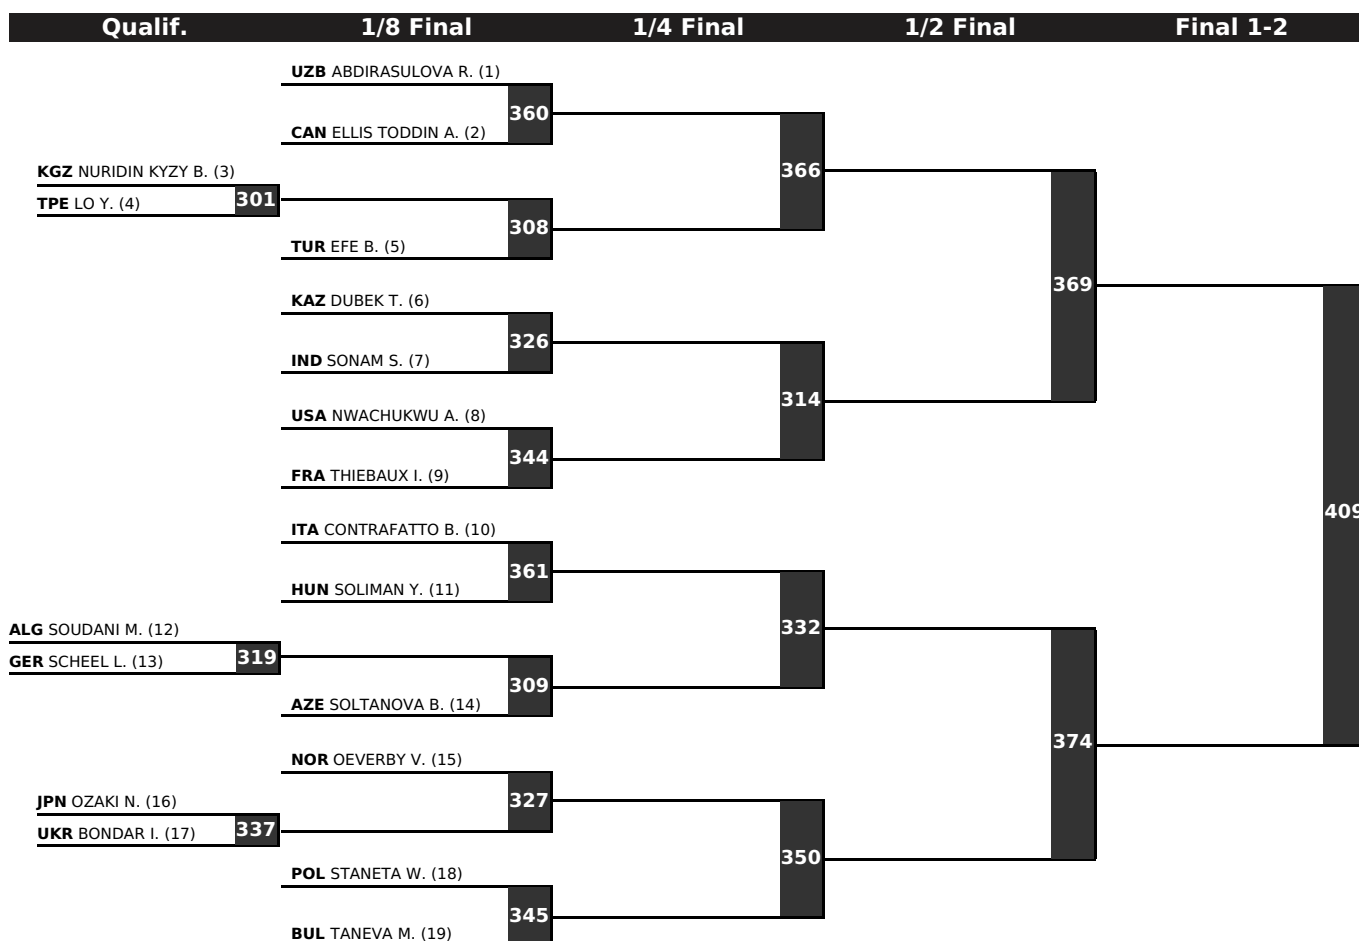 Qualif. 1/8 Final 1/4 Final 1/2 Final Final 1-2
UZB ABDIRASULOVA R. (1)
360
CAN ELLIS TODDIN A. (2)
366
KGZ NURIDIN KYZY B. (3)
301
TPE LO Y. (4)
308
TUR EFE B. (5)
369
KAZ DUBEK T. (6)
326
IND SONAM S. (7)
314
USA NWACHUKWU A. (8)
344
FRA THIEBAUX I. (9)
409
ITA CONTRAFATTO B. (10)
361
HUN SOLIMAN Y. (11)
332
ALG SOUDANI M. (12)
319
GER SCHEEL L. (13)
309
AZE SOLTANOVA B. (14)
374
NOR OEVERBY V. (15)
327
JPN OZAKI N. (16)
337
UKR BONDAR I. (17)
350
POL STANETA W. (18)
345
BUL TANEVA M. (19)